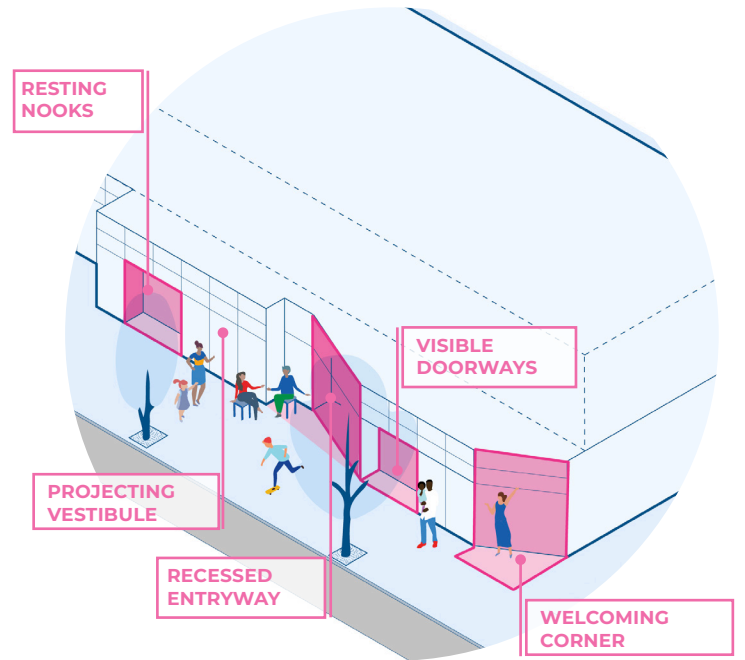 RESTING
NOOKS
VISIBLE
DOORWAYS
PROJECTING
VESTIBULE
RECESSED
ENTRYWAY
WELCOMING
CORNER